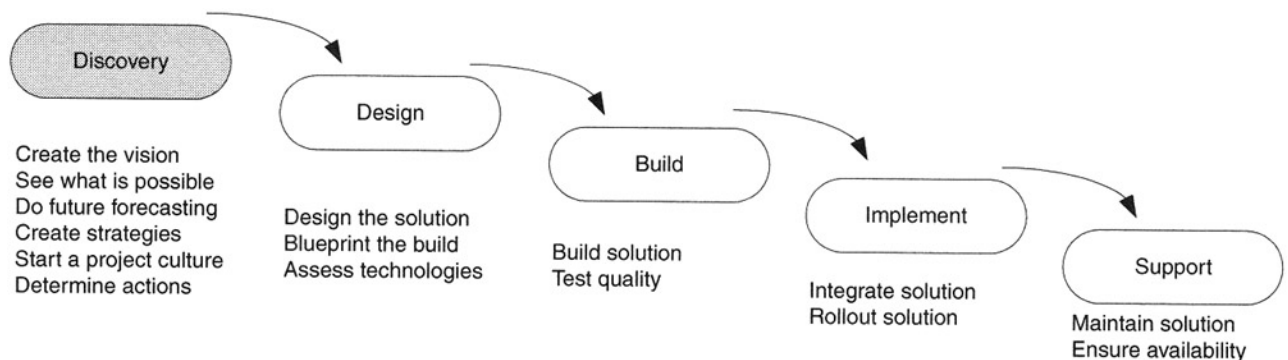 Discovery
Create the vision
See what is possible
Do future forecasting
Create strategies
Start a project culture
Determine actions
Design
Design the solution
Blueprint the build
Assess technologies
Build
Build solution
Test quality
Implement
Integrate solution
Rollout solution
Support
Maintain solution
Ensure availability